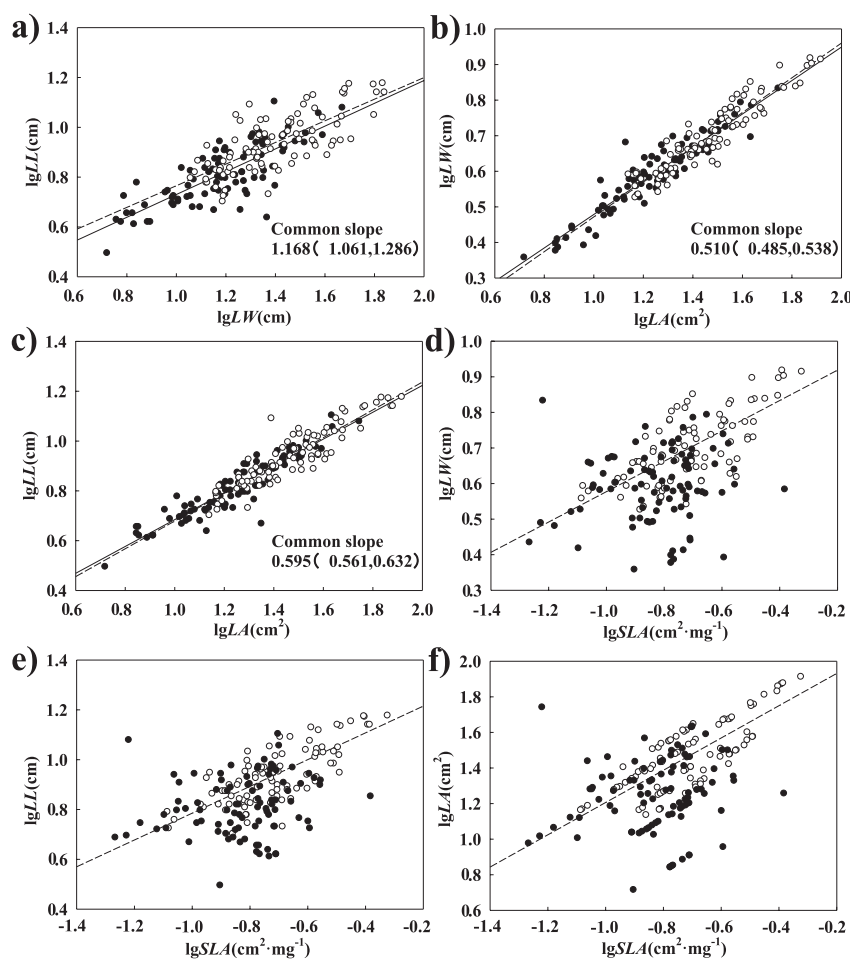 a)
1.4
1.2
1.0
0.8
0.6
0.4
lgLL(cm)
Common slope
1.168( 1.061,1.286)
0.6 0.8 1.0 1.2 1.4 1.6 1.8 2.0
lgLW(cm)
b)
1.0
0.9
0.8
0.7
0.6
0.5
0.4
0.3
lgLW(cm)
Common slope
0.510( 0.485,0.538)
0.6 0.8 1.0 1.2 1.4 1.6 1.8 2.0
lgLA(cm²)
c)
1.4
1.2
1.0
0.8
0.6
0.4
lgLL(cm)
Common slope
0.595( 0.561,0.632)
0.6 0.8 1.0 1.2 1.4 1.6 1.8 2.0
lgLA(cm²)
d)
1.0
0.9
0.8
0.7
0.6
0.5
0.4
0.3
lgLW(cm)
-1.4 -1.2 -1.0 -0.8 -0.6 -0.4 -0.2
lgSLA(cm²·mg⁻¹)
e)
1.4
1.2
1.0
0.8
0.6
0.4
lgLL(cm)
-1.4 -1.2 -1.0 -0.8 -0.6 -0.4 -0.2
lgSLA(cm²·mg⁻¹)
f)
2.0
1.8
1.6
1.4
1.2
1.0
0.8
0.6
lgLA(cm²)
-1.4 -1.2 -1.0 -0.8 -0.6 -0.4 -0.2
lgSLA(cm²·mg⁻¹)